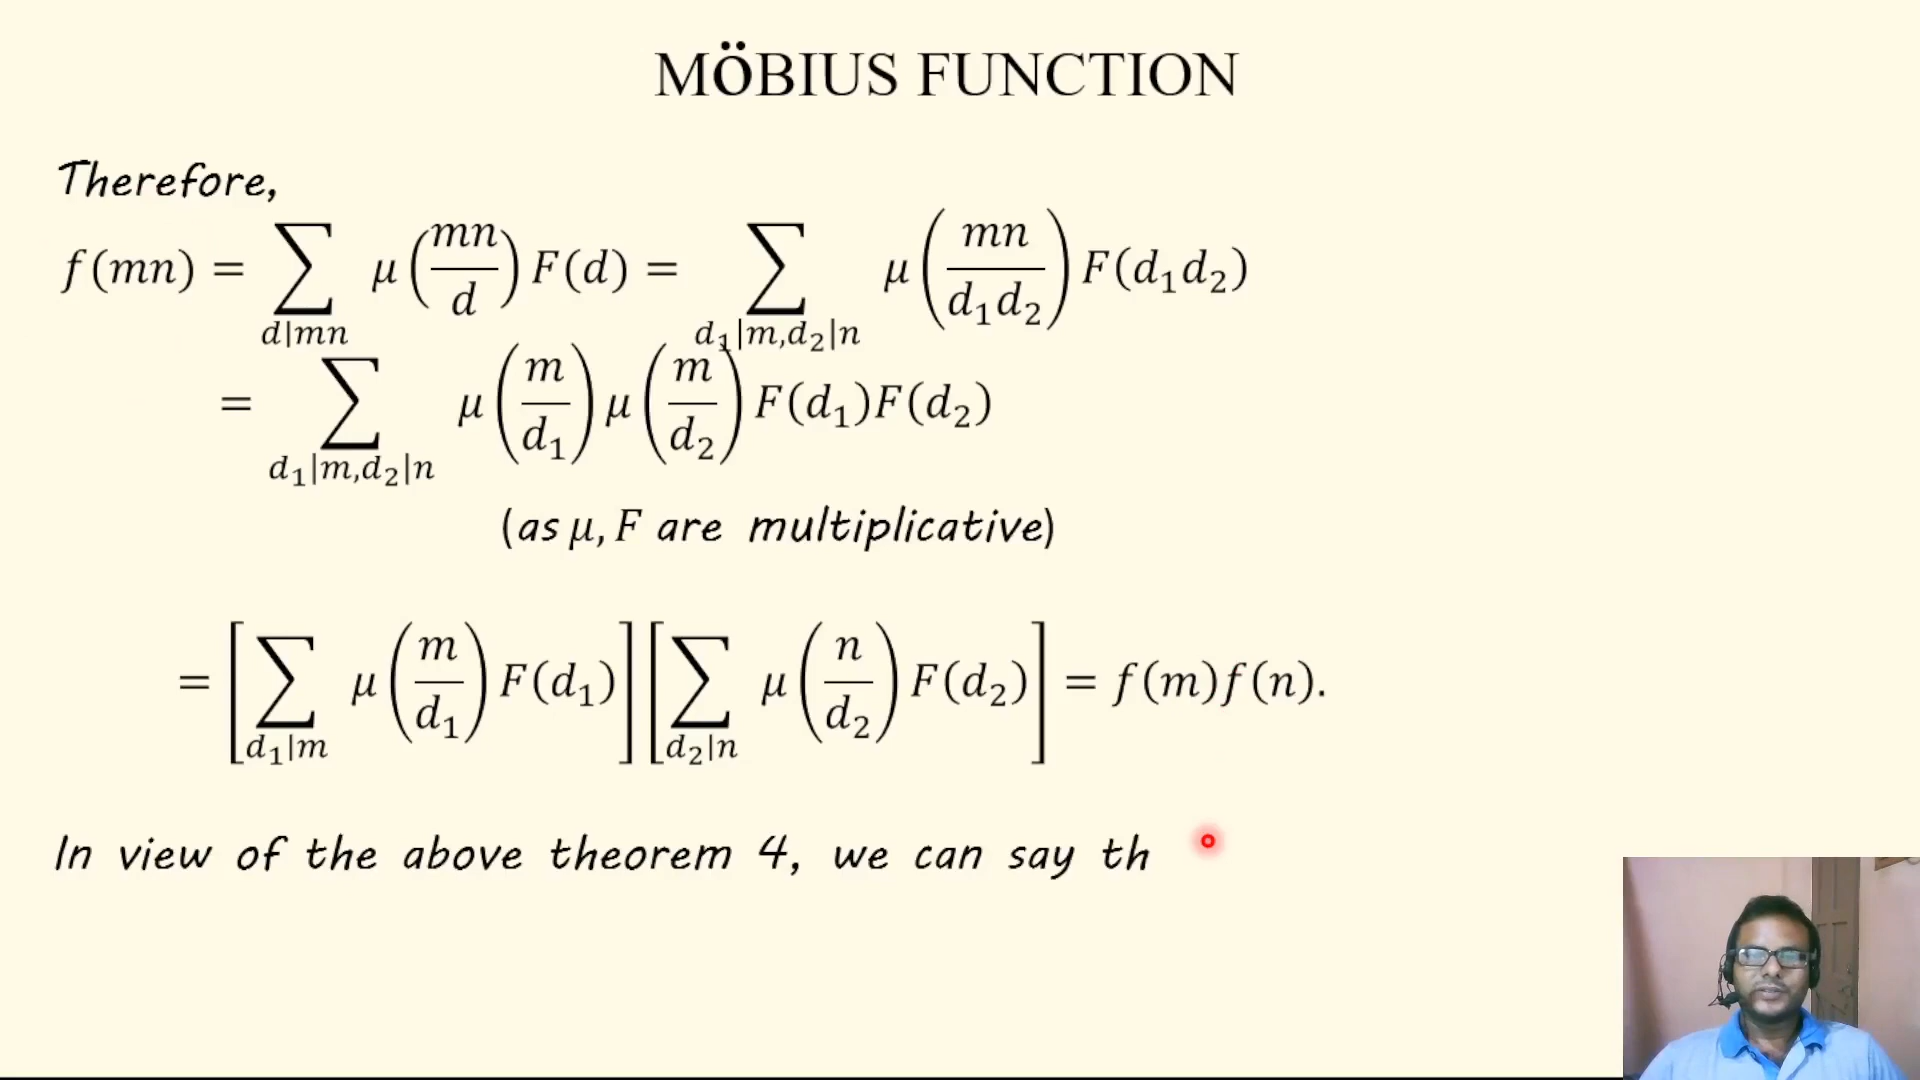 MÖBIUS FUNCTION
Therefore,
f(mn) = ∑_{d|mn} μ(mn/d) F(d) = ∑_{d₁|m,d₂|n} μ(mn/d₁d₂) F(d₁d₂)
= ∑_{d₁|m,d₂|n} μ(m/d₁) μ(m/d₂) F(d₁)F(d₂)
(as μ, F are multiplicative)
= [∑_{d₁|m} μ(m/d₁) F(d₁)] [∑_{d₂|n} μ(n/d₂) F(d₂)] = f(m)f(n).
In view of the above theorem 4, we can say th